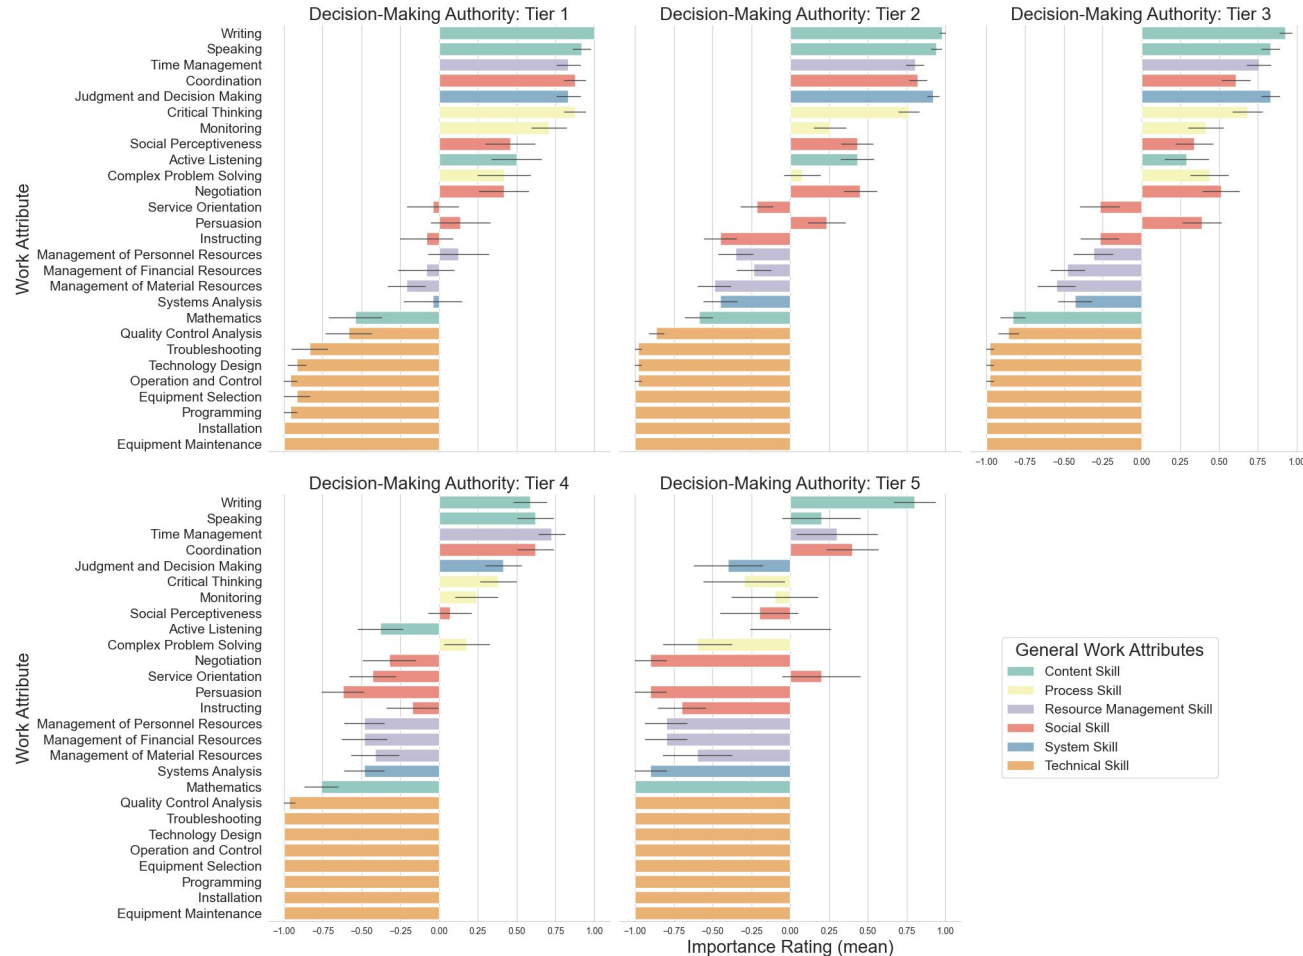 Decision-Making Authority: Tier 1
Decision-Making Authority: Tier 2
Decision-Making Authority: Tier 3
Work Attribute
Writing
Speaking
Time Management
Coordination
Judgment and Decision Making
Critical Thinking
Monitoring
Social Perceptiveness
Active Listening
Complex Problem Solving
Negotiation
Service Orientation
Persuasion
Instructing
Management of Personnel Resources
Management of Financial Resources
Management of Material Resources
Systems Analysis
Mathematics
Quality Control Analysis
Troubleshooting
Technology Design
Operation and Control
Equipment Selection
Programming
Installation
Equipment Maintenance
−1.00 −0.75 −0.50 −0.25 0.00 0.25 0.50 0.75 1.00
Decision-Making Authority: Tier 4
Decision-Making Authority: Tier 5
Work Attribute
Writing
Speaking
Time Management
Coordination
Judgment and Decision Making
Critical Thinking
Monitoring
Social Perceptiveness
Active Listening
Complex Problem Solving
Negotiation
Service Orientation
Persuasion
Instructing
Management of Personnel Resources
Management of Financial Resources
Management of Material Resources
Systems Analysis
Mathematics
Quality Control Analysis
Troubleshooting
Technology Design
Operation and Control
Equipment Selection
Programming
Installation
Equipment Maintenance
−1.00 −0.75 −0.50 −0.25 0.00 0.25 0.50 0.75 1.00
−1.00 −0.75 −0.50 −0.25 0.00 0.25 0.50 0.75 1.00
Importance Rating (mean)
General Work Attributes
Content Skill
Process Skill
Resource Management Skill
Social Skill
System Skill
Technical Skill